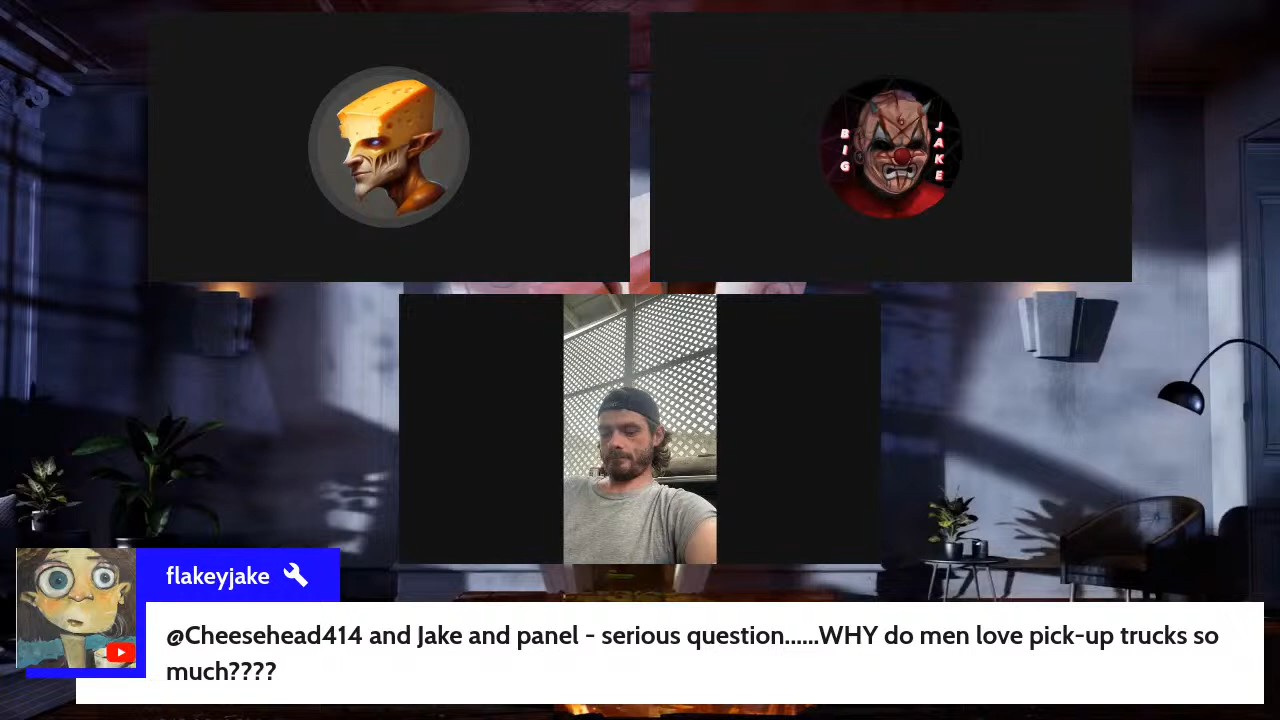 BIG
JAKE
flakeyjake
@Cheesehead414 and Jake and panel - serious question......WHY do men love pick-up trucks so
much????